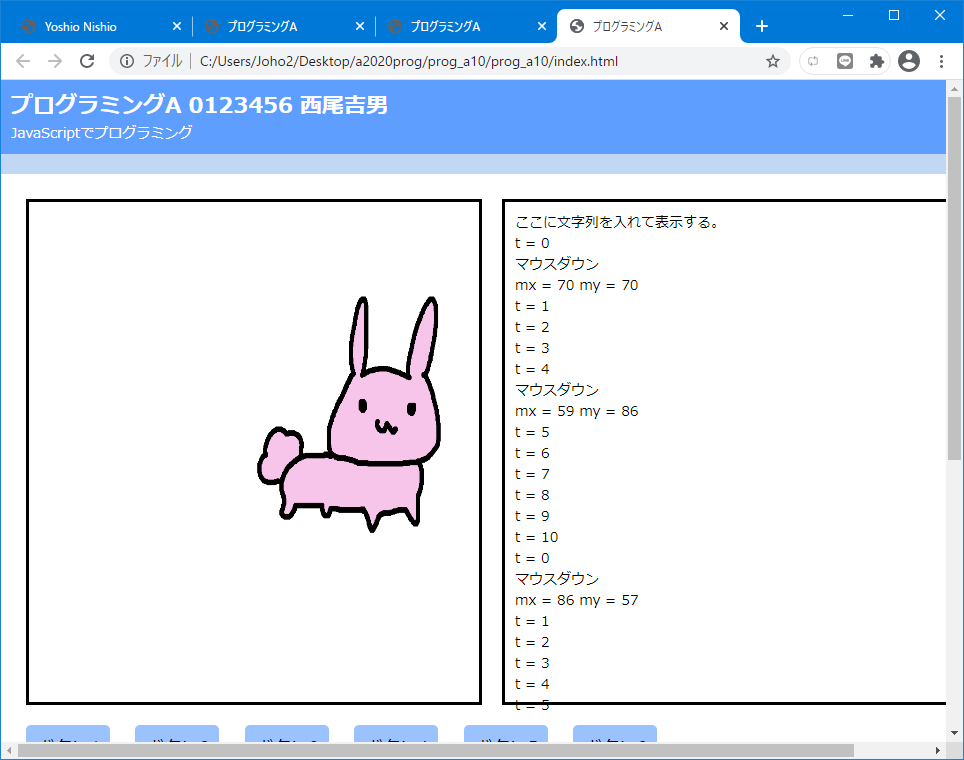 Yoshio Nishio
プログラミングA
プログラミングA
プログラミングA
ファイル
C:/Users/Joho2/Desktop/a2020prog/prog_a10/prog_a10/index.html
プログラミングA 0123456 西尾吉男
JavaScriptでプログラミング
ここに文字列を入れて表示する。
t = 0
マウスダウン
mx = 70 my = 70
t = 1
t = 2
t = 3
t = 4
マウスダウン
mx = 59 my = 86
t = 5
t = 6
t = 7
t = 8
t = 9
t = 10
t = 0
マウスダウン
mx = 86 my = 57
t = 1
t = 2
t = 3
t = 4
t = 5